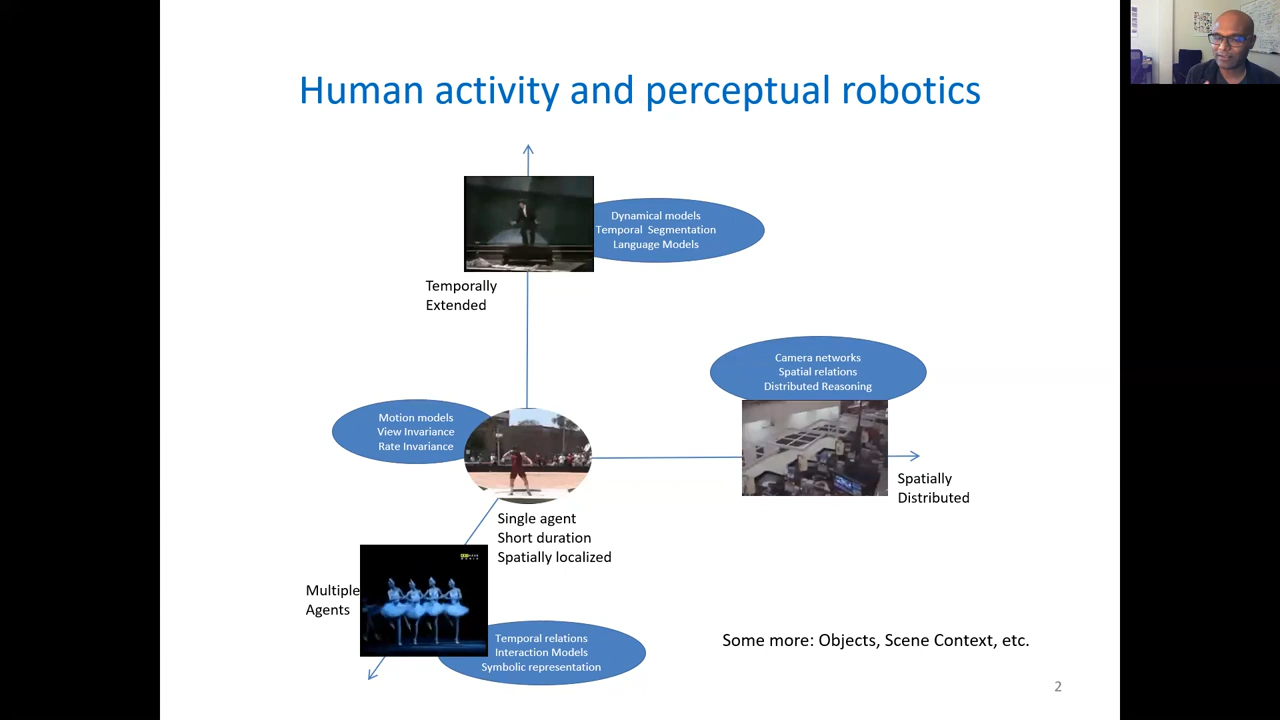 Human activity and perceptual robotics
Dynamical models
Temporal Segmentation
Language Models
Temporally
Extended
Camera networks
Spatial relations
Distributed Reasoning
Motion models
View Invariance
Rate Invariance
Spatially
Distributed
Single agent
Short duration
Spatially localized
Multiple
Agents
Temporal relations
Interaction Models
Symbolic representation
Some more: Objects, Scene Context, etc.
2